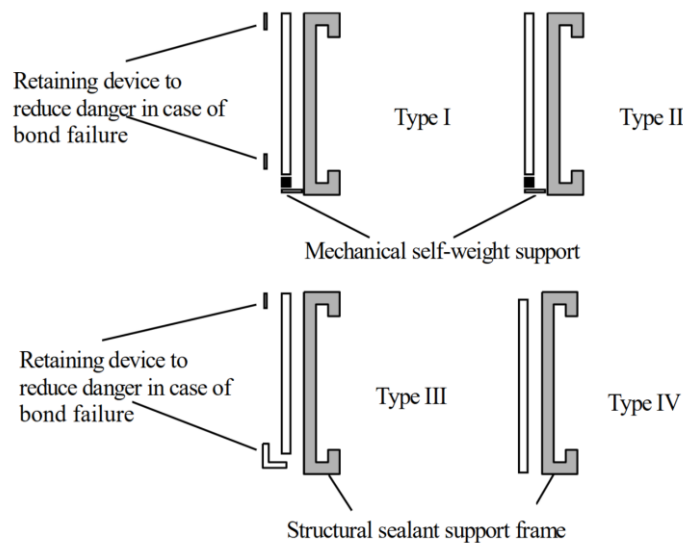 Retaining device to
reduce danger in case of
bond failure
Type I
Type II
Mechanical self-weight support
Retaining device to
reduce danger in case of
bond failure
Type III
Type IV
Structural sealant support frame